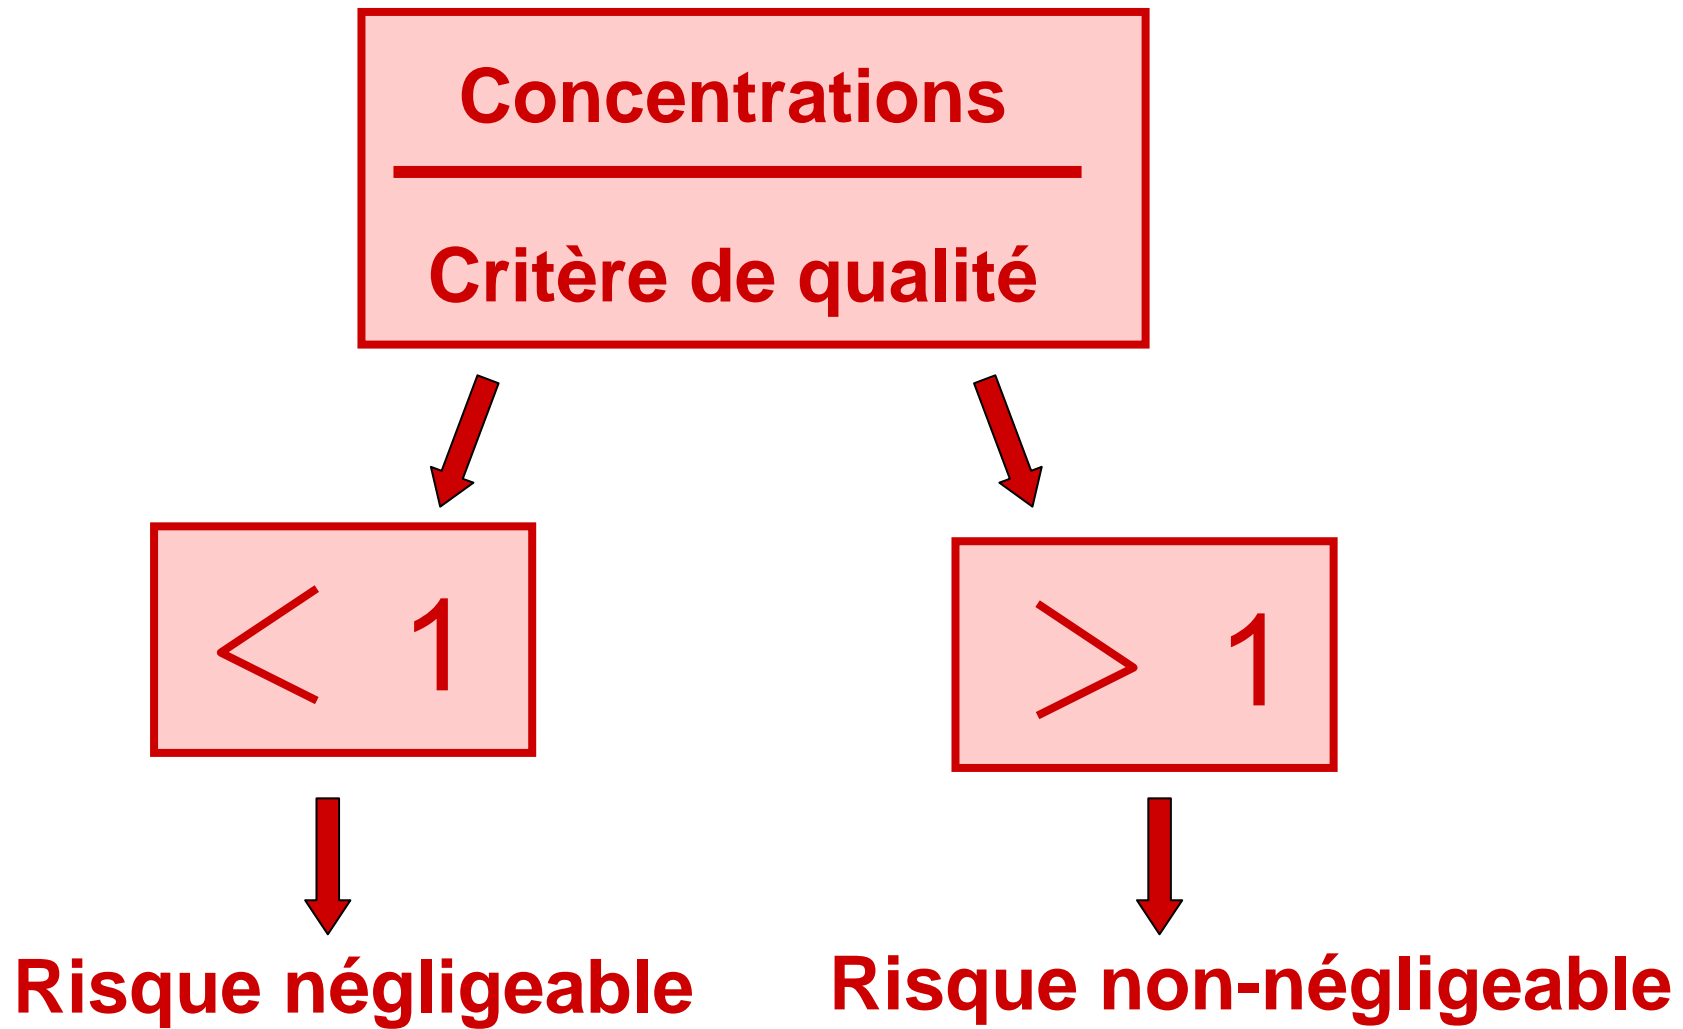 Concentrations
Critère de qualité
< 1
> 1
Risque négligeable
Risque non-négligeable